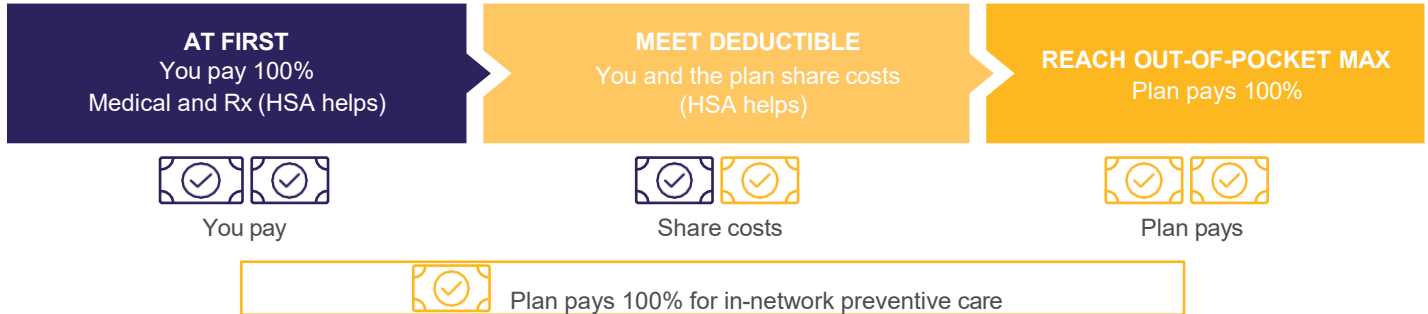 AT FIRST
You pay 100%
Medical and Rx (HSA helps)
MEET DEDUCTIBLE
You and the plan share costs
(HSA helps)
REACH OUT-OF-POCKET MAX
Plan pays 100%
You pay
Share costs
Plan pays
Plan pays 100% for in-network preventive care